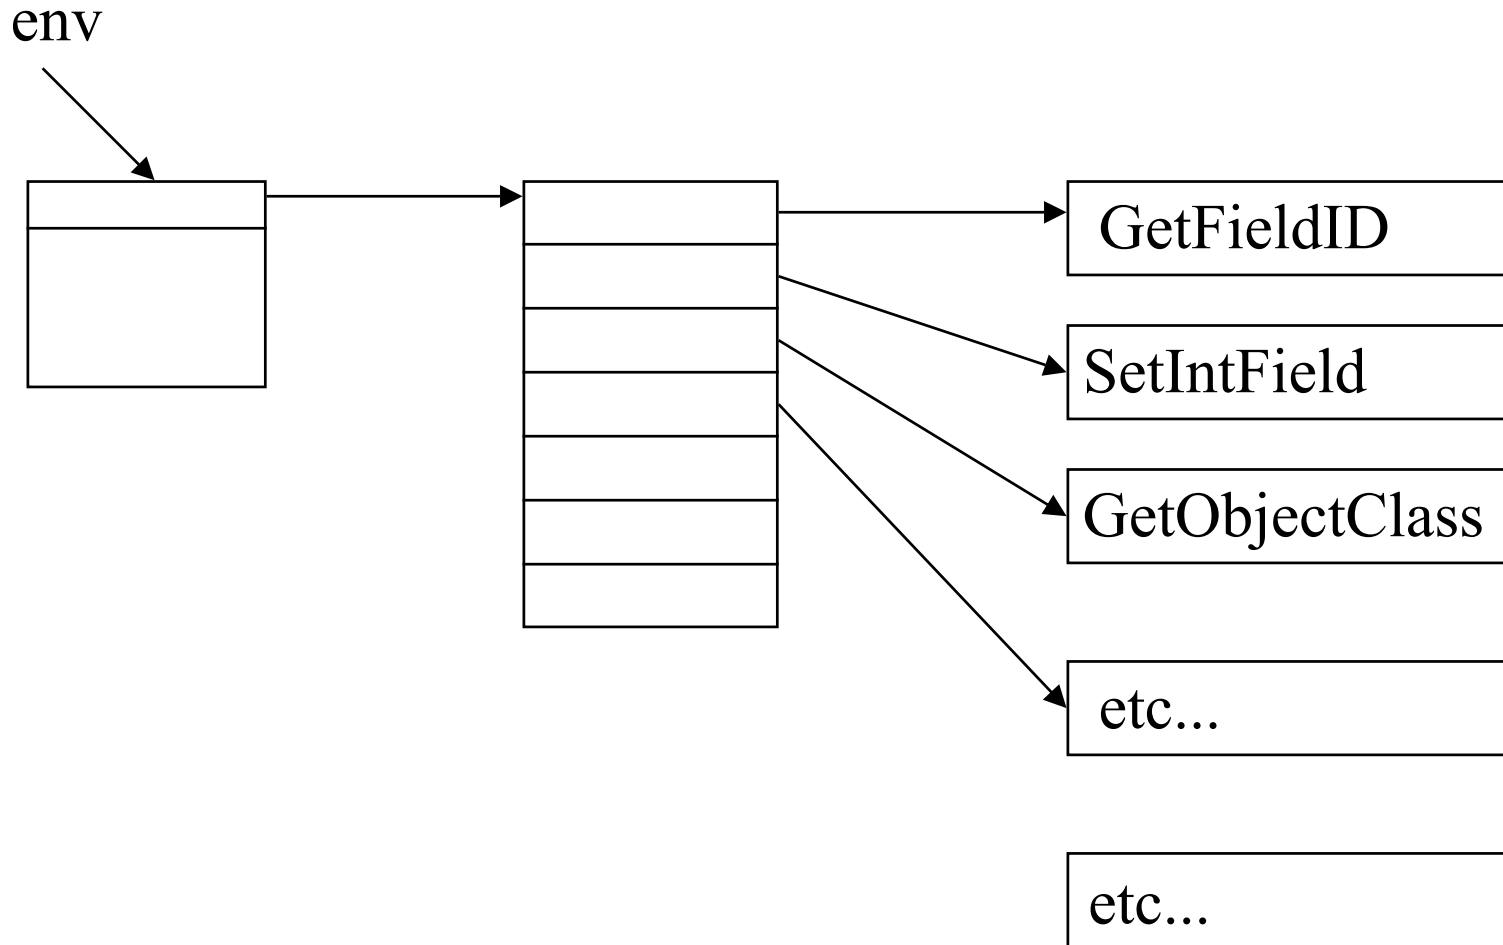 env
GetFieldID
SetIntField
GetObjectClass
etc...
etc...